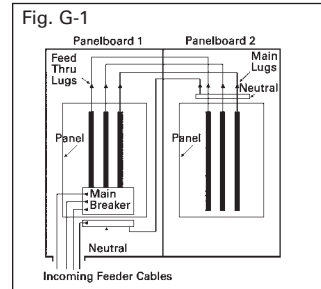 Fig. G-1
Panelboard 1
Panelboard 2
Feed
Thru
Lugs
Main
Lugs
Neutral
Panel
Panel
Main
Breaker
Neutral
Incoming Feeder Cables